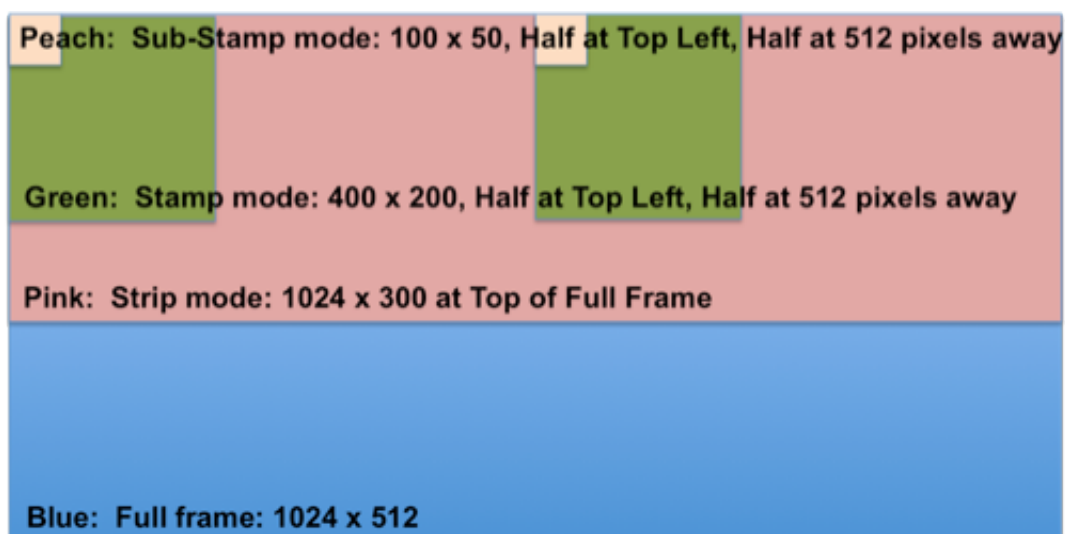 Peach: Sub-Stamp mode: 100 x 50, Half at Top Left, Half at 512 pixels away
Green: Stamp mode: 400 x 200, Half at Top Left, Half at 512 pixels away
Pink: Strip mode: 1024 x 300 at Top of Full Frame
Blue: Full frame: 1024 x 512